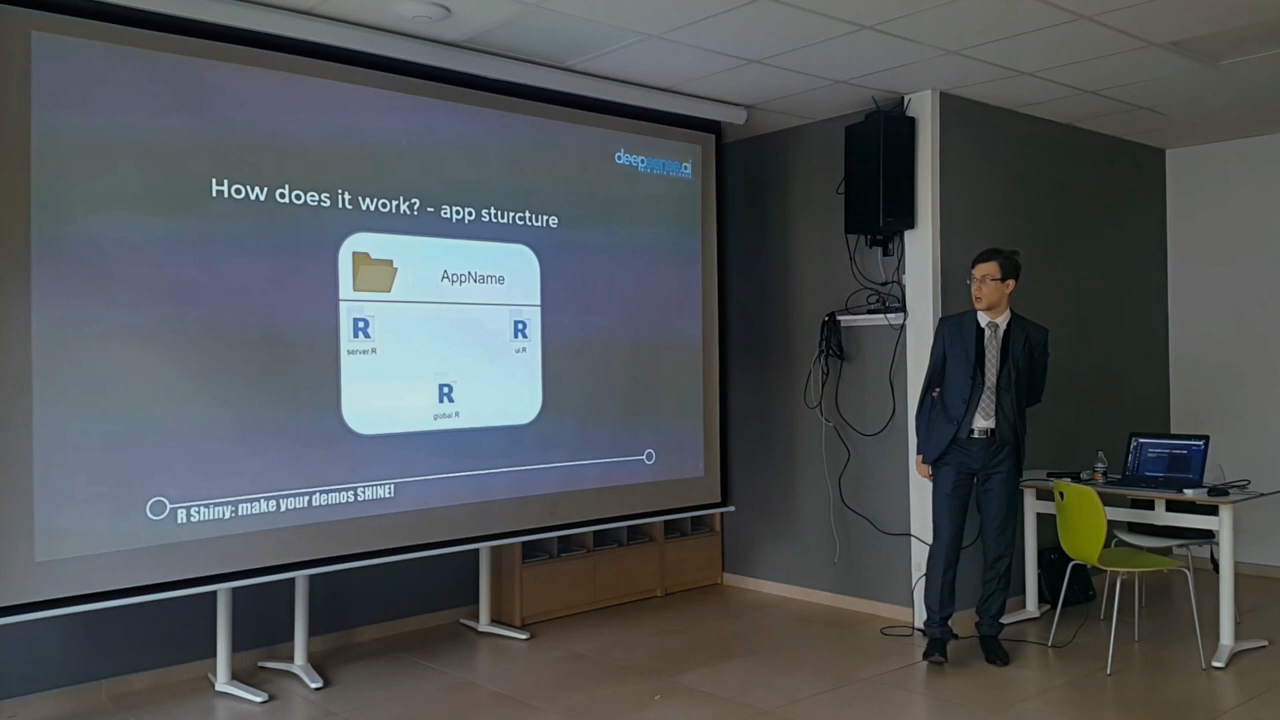 deepsense.ai
How does it work? - app sturcture
AppName
server.R
ui.R
global.R
R Shiny: make your demos SHINE!